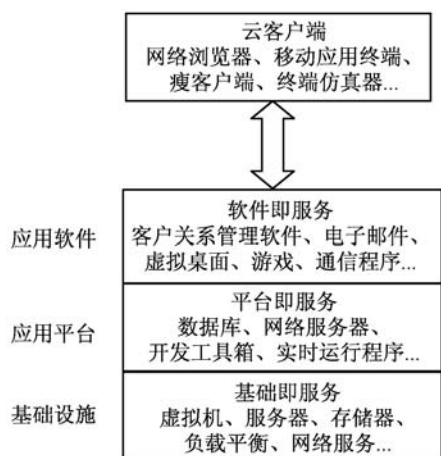 云客户端
网络浏览器、移动应用终端、
瘦客户端、终端仿真器...
软件即服务
应用软件
客户关系管理软件、电子邮件、
虚拟桌面、游戏、通信程序...
平台即服务
应用平台
数据库、网络服务器、
开发工具箱、实时运行程序...
基础即服务
基础设施
虚拟机、服务器、存储器、
负载平衡、网络服务...